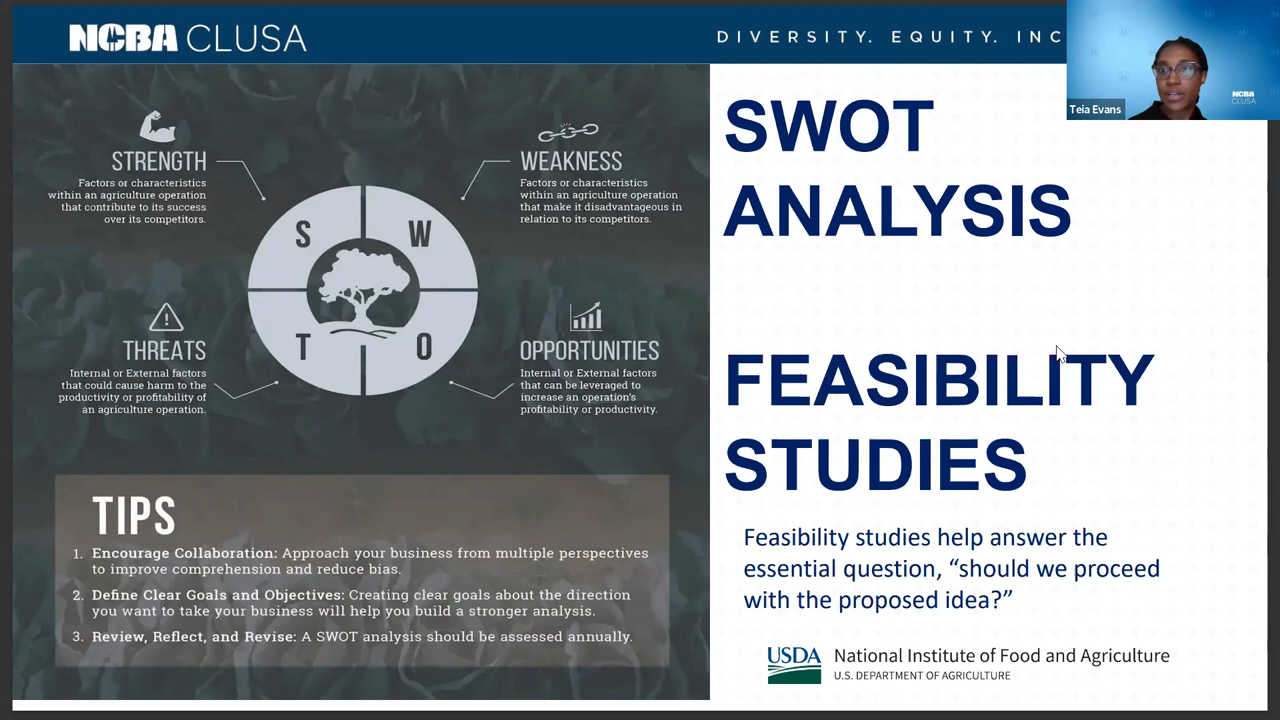 NCBA CLUSA
DIVERSITY. EQUITY. INC
Teia Evans
NCBA
CLUSA
STRENGTH
Factors or characteristics
within an agriculture operation
that contribute to its success
over its competitors.
WEAKNESS
Factors or characteristics
within an agriculture operation
that make it disadvantageous in
relation to its competitors.
S
W
T
O
THREATS
Internal or External factors
that could cause harm to the
productivity or profitability of
an agriculture operation.
OPPORTUNITIES
Internal or External factors
that can be leveraged to
increase an operation's
profitability or productivity.
TIPS
1. Encourage Collaboration: Approach your business from multiple perspectives
to improve comprehension and reduce bias.
2. Define Clear Goals and Objectives: Creating clear goals about the direction
you want to take your business will help you build a stronger analysis.
3. Review, Reflect, and Revise: A SWOT analysis should be assessed annually.
SWOT
ANALYSIS
FEASIBILITY
STUDIES
Feasibility studies help answer the
essential question, “should we proceed
with the proposed idea?”
USDA
National Institute of Food and Agriculture
U.S. DEPARTMENT OF AGRICULTURE